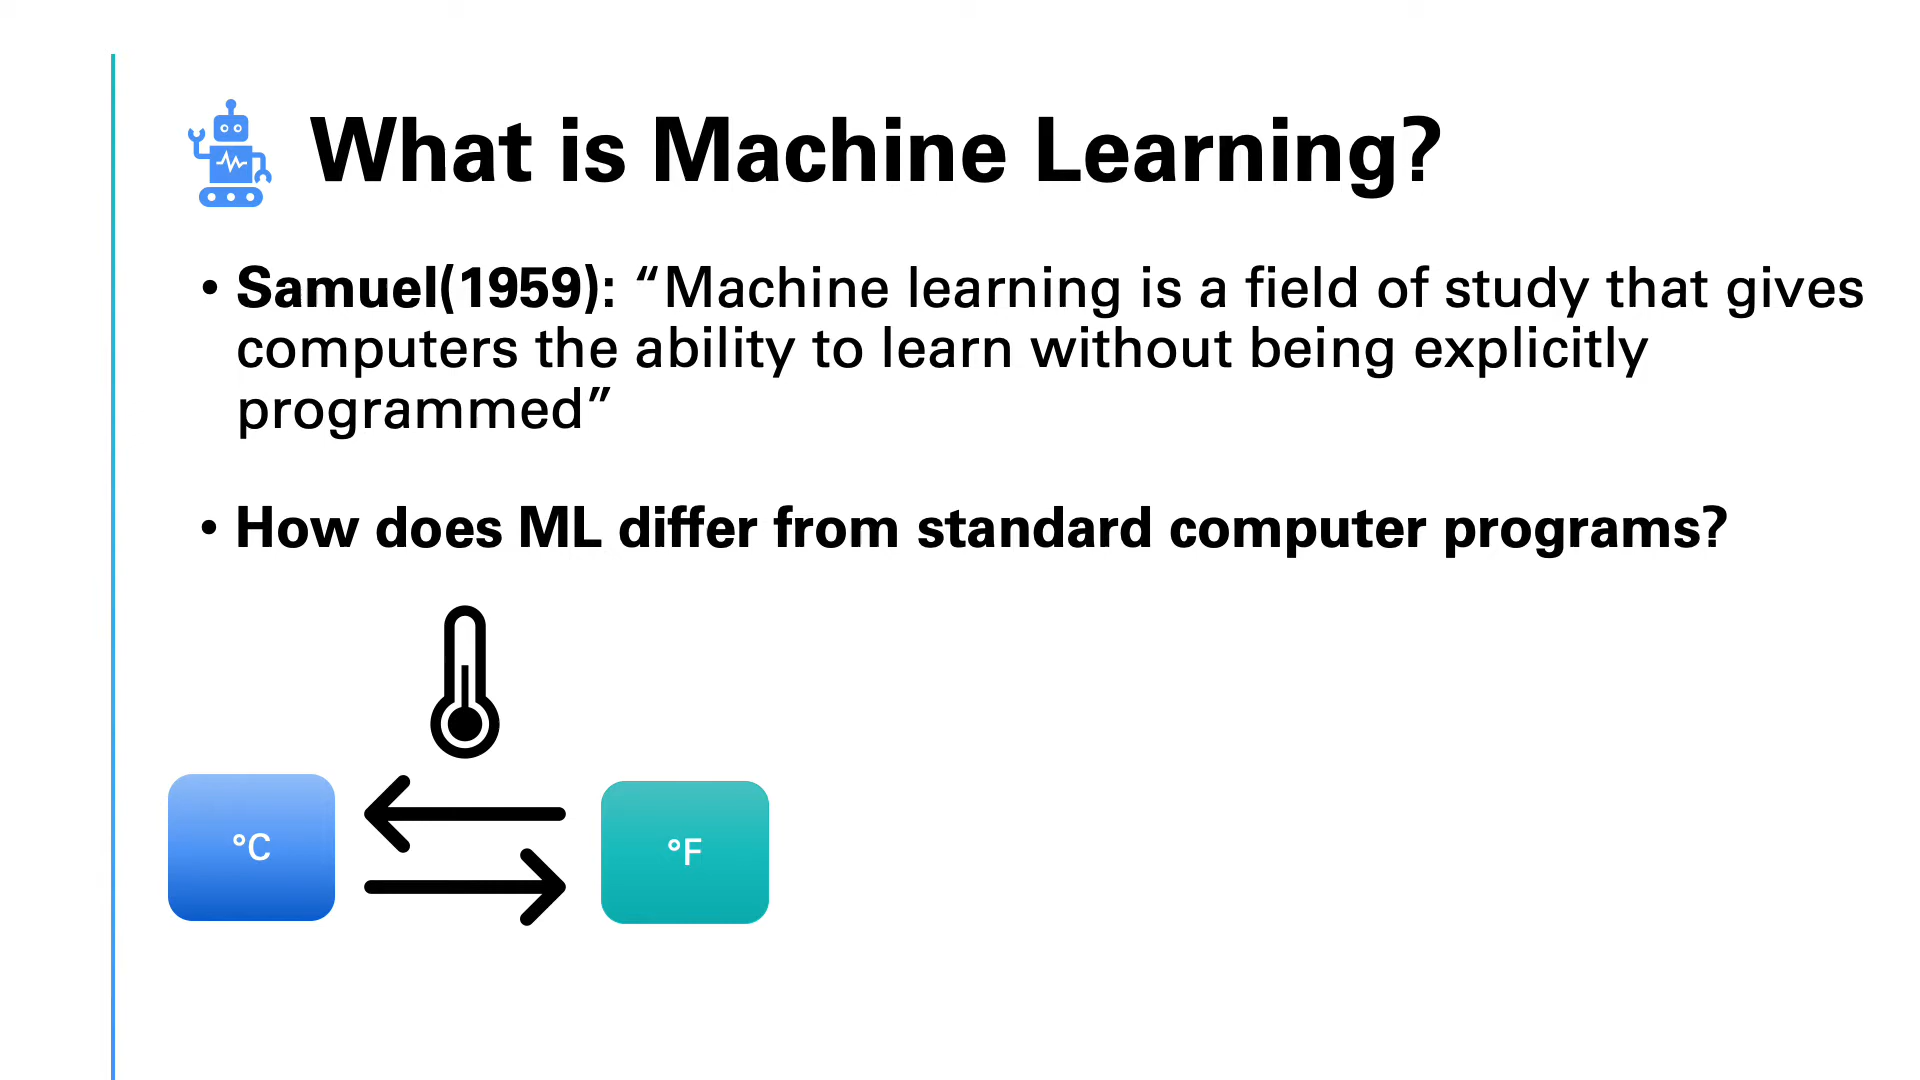 What is Machine Learning?
• Samuel(1959): “Machine learning is a field of study that gives
computers the ability to learn without being explicitly
programmed”
• How does ML differ from standard computer programs?
°C
°F